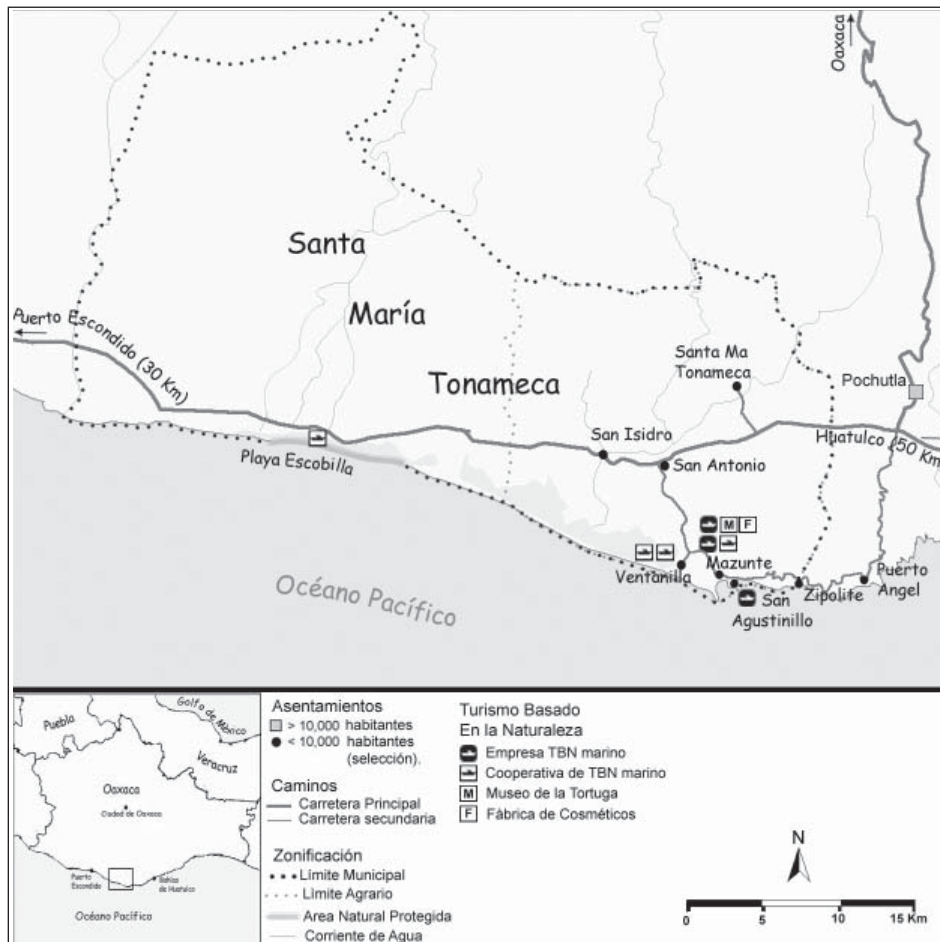 Oaxaca
Santa
María
Tonameca
Puerto Escondido (30 Km)
Santa Ma
Tonameca
Pochutla
Huatulco (50 Km)
San Isidro
San Antonio
Playa Escobilla
M F
Mazunte
Ventanilla
San
Agustinillo
Zipolite
Puerto
Angel
Océano Pacífico
Puebla
Golfo de México
Veracruz
Oaxaca
Ciudad de Oaxaca
Puerto
Escondido
Bahías
de Huatulco
Océano Pacífico
Asentamientos
> 10,000 habitantes
< 10,000 habitantes
(selección).
Caminos
Carretera Principal
Carretera secundaria
Zonificación
Límite Municipal
Límite Agrario
Area Natural Protegida
Corriente de Agua
Turismo Basado
En la Naturaleza
Empresa TBN marino
Cooperativa de TBN marino
M Museo de la Tortuga
F Fàbrica de Cosméticos
N
0 5 10 15 Km